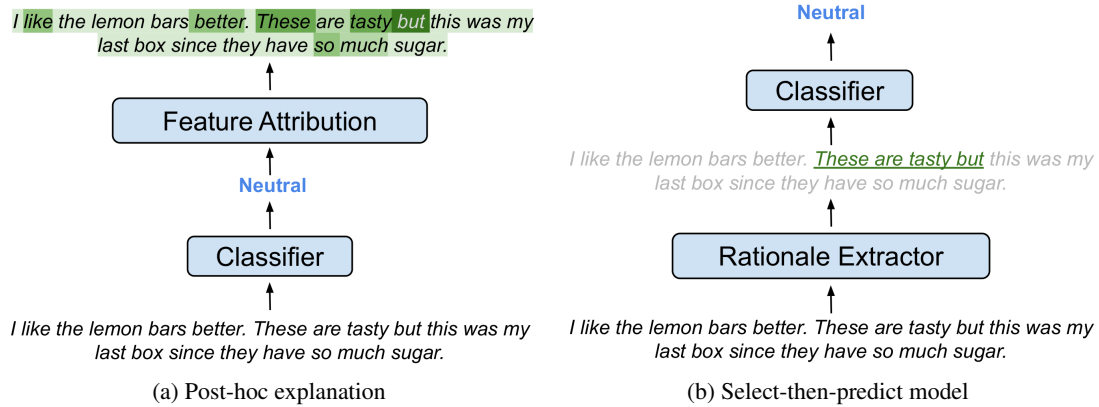 I like the lemon bars better. These are tasty but this was my
last box since they have so much sugar.
Feature Attribution
Neutral
Classifier
I like the lemon bars better. These are tasty but this was my
last box since they have so much sugar.
(a) Post-hoc explanation
Neutral
Classifier
I like the lemon bars better. These are tasty but this was my
last box since they have so much sugar.
Rationale Extractor
I like the lemon bars better. These are tasty but this was my
last box since they have so much sugar.
(b) Select-then-predict model